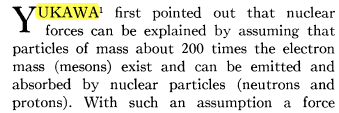 YUKAWA¹ first pointed out that nuclear
forces can be explained by assuming that
particles of mass about 200 times the electron
mass (mesons) exist and can be emitted and
absorbed by nuclear particles (neutrons and
protons). With such an assumption a force